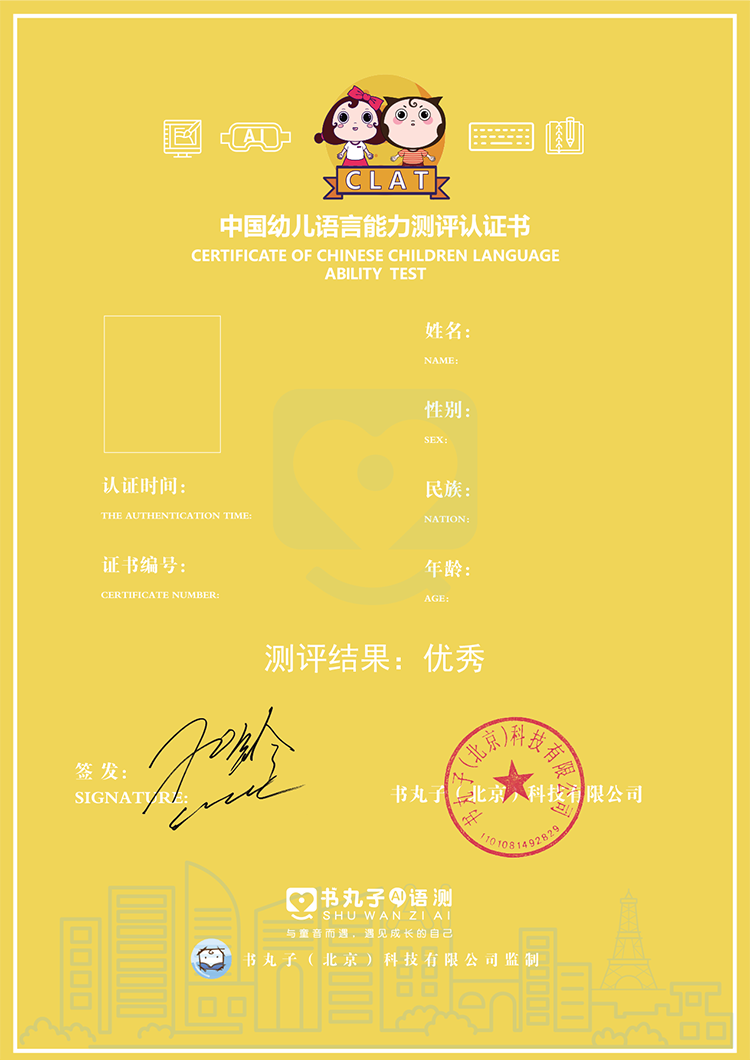 AI
CLAT
中国幼儿语言能力测评认证书
CERTIFICATE OF CHINESE CHILDREN LANGUAGE
ABILITY TEST
姓名:
NAME:
性别:
SEX:
认证时间:
THE AUTHENTICATION TIME:
民族:
NATION:
证书编号:
CERTIFICATE NUMBER:
年龄:
AGE:
测评结果：优秀
签发:
SIGNATURE:
书丸子（北京）科技有限公司
书丸子(北京)科技有限公司
1101081492829
书丸子AI语测
SHU WAN ZI AI
与童音而遇，遇见成长的自己
书丸子（北京）科技有限公司监制